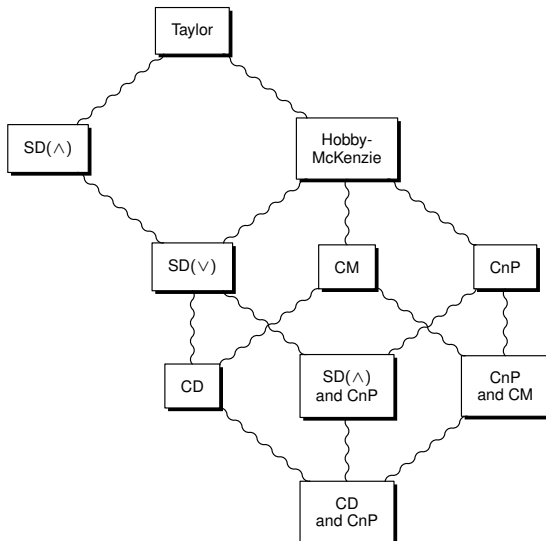 Taylor
SD(∧)
Hobby-
McKenzie
SD(∨)
CM
CnP
CD
SD(∧)
and CnP
CnP
and CM
CD
and CnP